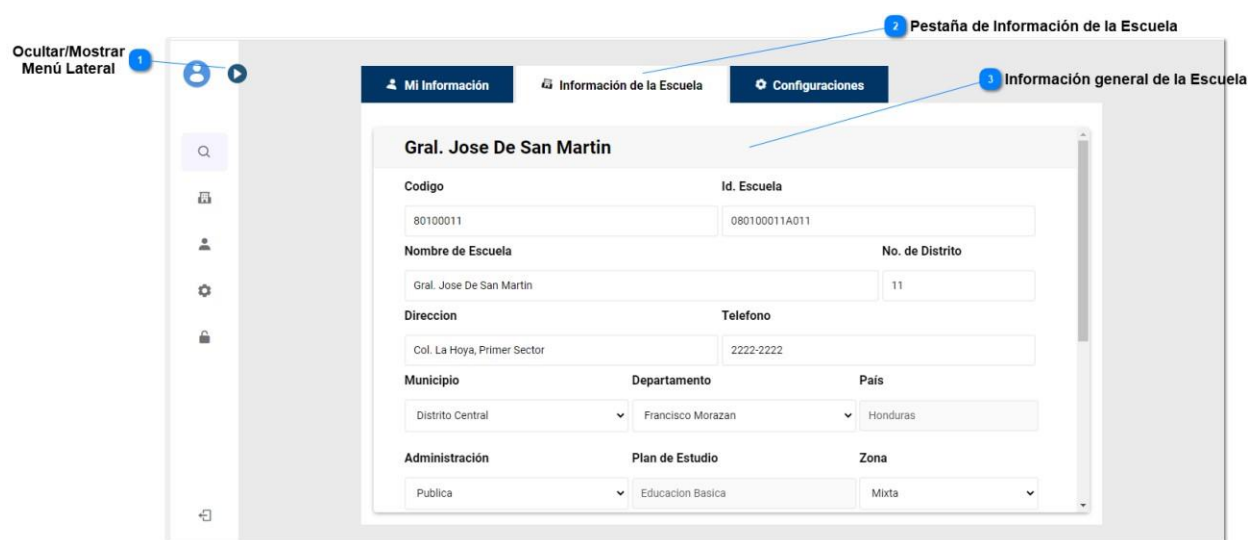 2 Pestaña de Información de la Escuela
Ocultar/Mostrar 1
Menú Lateral
Mi Información Información de la Escuela Configuraciones
3 Información general de la Escuela
Gral. Jose De San Martin
Codigo Id. Escuela
80100011 080100011A011
Nombre de Escuela No. de Distrito
Gral. Jose De San Martin 11
Direccion Telefono
Col. La Hoya, Primer Sector 2222-2222
Municipio Departamento País
Distrito Central Francisco Morazan Honduras
Administración Plan de Estudio Zona
Publica Educacion Basica Mixta